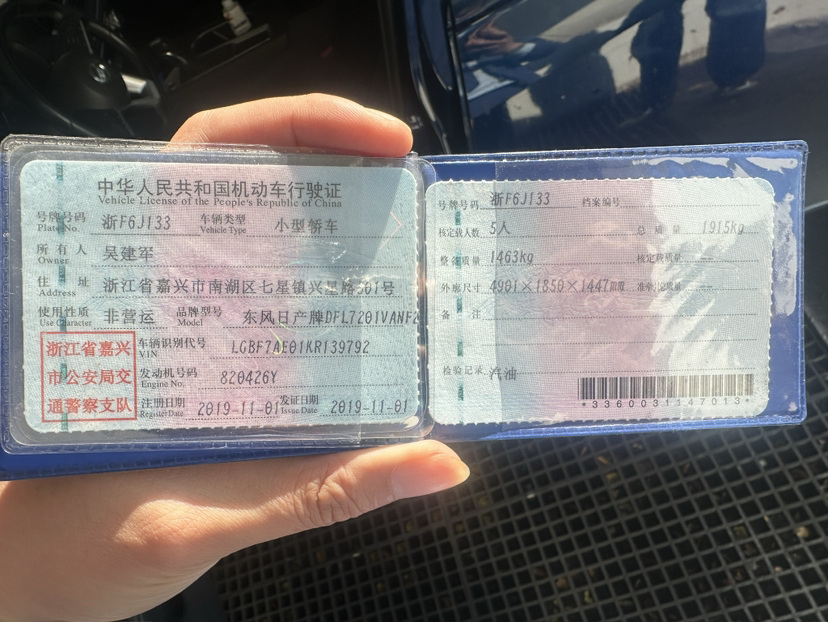 中华人民共和国机动车行驶证
Vehicle License of the People's Republic of China
号牌号码 浙F6J133 车辆类型 小型轿车
Plate No. Vehicle Type
所有人 吴建军
Owner
住 址 浙江省嘉兴市南湖区七星镇兴星路501号
Address
使用性质 非营运 品牌型号 东风日产牌DFL7201VANF2
Use Character Model
浙江省嘉兴
市公安局交
通警察支队
车辆识别代号 LGBF7AE01KR139792
VIN
发动机号码 820426Y
Engine No.
注册日期 2019-11-01 发证日期 2019-11-01
Register Date Issue Date
号牌号码 浙F6J133 档案编号
核定载人数 5人 总质量 1915kg
整备质量 1463kg 核定载质量 --
外廓尺寸 4901×1850×1447 准牵引总质量 --
备 注
检验记录 汽油
*3360031147013*